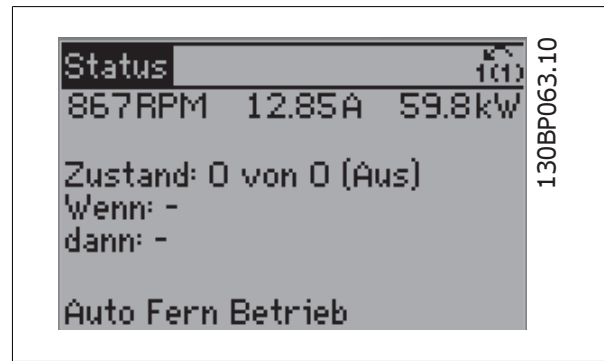 Status 1(1)
867RPM 12.85A 59.8kW
Zustand: 0 von 0 (Aus)
Wenn: -
dann: -
Auto Fern Betrieb
130BP063.10